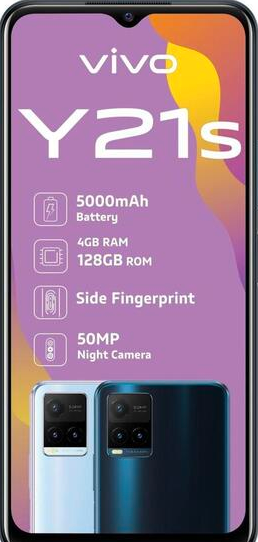 vivo
Y21s
5000mAh
Battery
4GB RAM
128GB ROM
Side Fingerprint
50MP
Night Camera